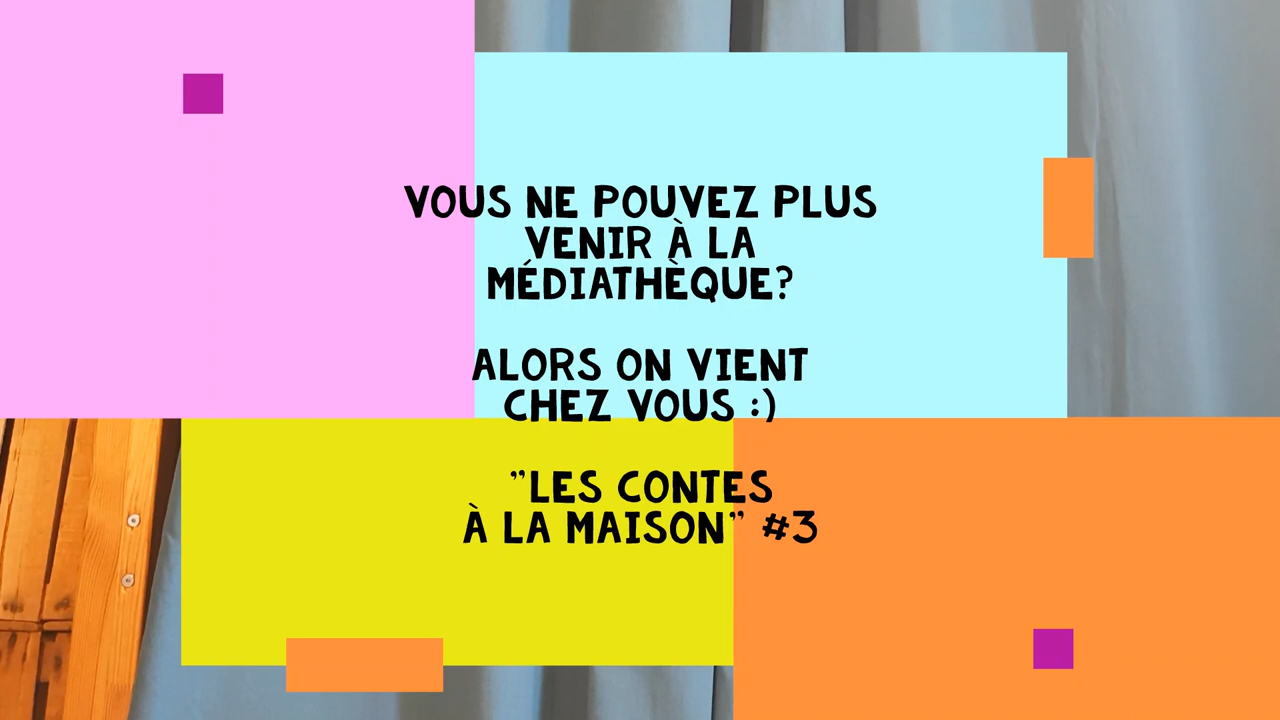 VOUS NE POUVEZ PLUS
VENIR À LA
MÉDIATHÈQUE?
ALORS ON VIENT
CHEZ VOUS :)
"LES CONTES
À LA MAISON" #3